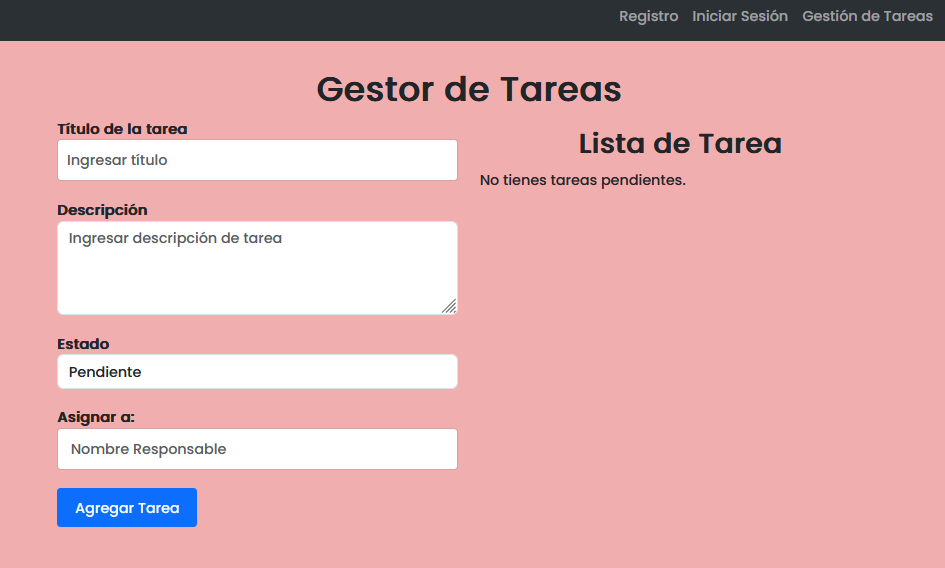 Registro Iniciar Sesión Gestión de Tareas
Gestor de Tareas
Título de la tarea
Ingresar título
Descripción
Ingresar descripción de tarea
Estado
Pendiente
Asignar a:
Nombre Responsable
Agregar Tarea
Lista de Tarea
No tienes tareas pendientes.